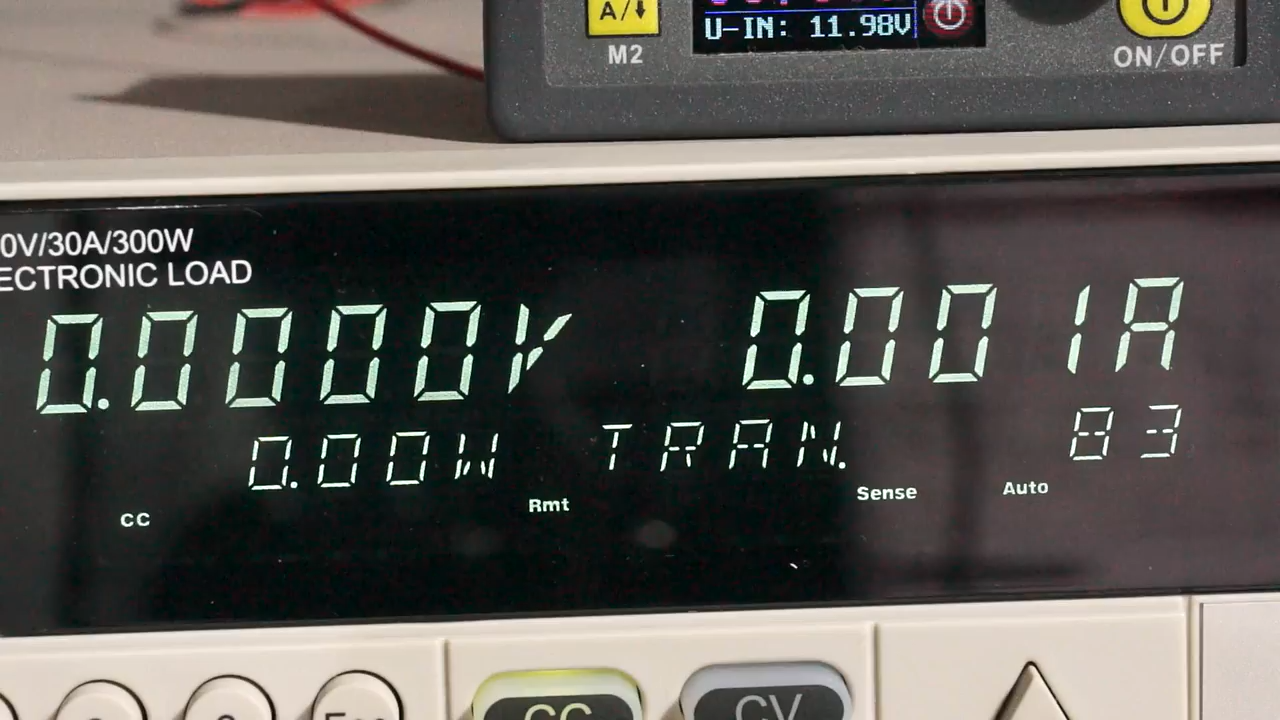 A/
M2
U-IN: 11.98V
ON/OFF
0V/30A/300W
ECTRONIC LOAD
0.0000V 0.001A
0.00W TRAN. 83
CC Rmt Sense Auto
CC CV